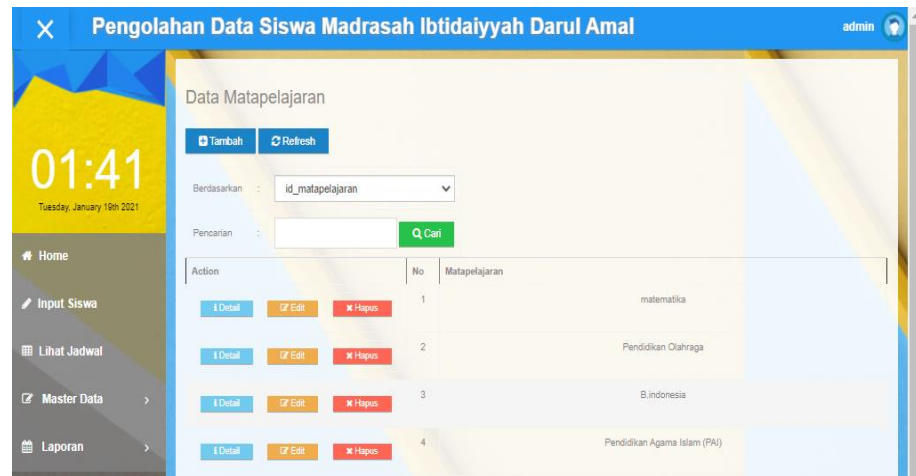 Pengolahan Data Siswa Madrasah Ibtidaiyyah Darul Amal
admin
01:41
Tuesday, January 19th 2021
Home
Input Siswa
Lihat Jadwal
Master Data
Laporan
Data Matapelajaran
Tambah Refresh
Berdasarkan : id_matapelajaran
Pencarian : Cari
Action No Matapelajaran
Detail Edit Hapus 1 matematika
Detail Edit Hapus 2 Pendidikan Olahraga
Detail Edit Hapus 3 B.indonesia
Detail Edit Hapus 4 Pendidikan Agama Islam (PAI)